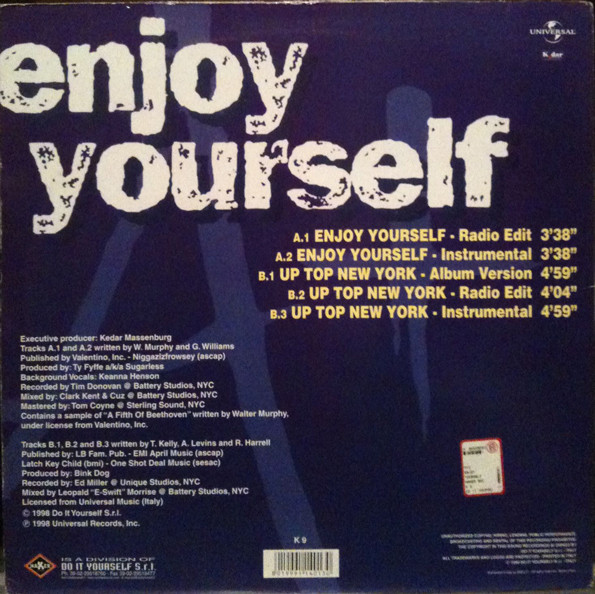 UNIVERSAL
enjoy
yourself
A.1 ENJOY YOURSELF - Radio Edit 3'38"
A.2 ENJOY YOURSELF - Instrumental 3'38"
B.1 UP TOP NEW YORK - Album Version 4'59"
B.2 UP TOP NEW YORK - Radio Edit 4'04"
B.3 UP TOP NEW YORK - Instrumental 4'59"
Executive producer: Kedar Massenburg
Tracks A.1 and A.2 written by W. Murphy and G. Williams
Published by Valentino, Inc. - Niggazizfrowsey (ascap)
Produced by: Ty Fyffe a/k/a Sugarless
Background Vocals: Keanna Henson
Recorded by Tim Donovan @ Battery Studios, NYC
Mixed by: Clark Kent & Cuz @ Battery Studios, NYC
Mastered by: Tom Coyne @ Sterling Sound, NYC
Contains a sample of "A Fifth Of Beethoven" written by Walter Murphy,
under license from Valentino, Inc.
Tracks B.1, B.2 and B.3 written by T. Kelly, A. Levins and R. Harrell
Published by: LB Fam. Pub. - EMI April Music (ascap)
Latch Key Child (bmi) - One Shot Deal Music (sesac)
Produced by: Bink Dog
Recorded by: Ed Miller @ Unique Studios, NYC
Mixed by Leopald "E-Swift" Morrise @ Battery Studios, NYC
Licensed from Universal Music (Italy)
© 1998 Do It Yourself S.r.l.
℗ 1998 Universal Records, Inc.
K 9
IS A DIVISION OF
DO IT YOURSELF S.r.l.